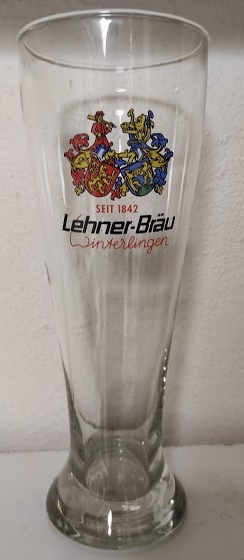 SEIT 1842
Lehner-Bräu
Winterlingen